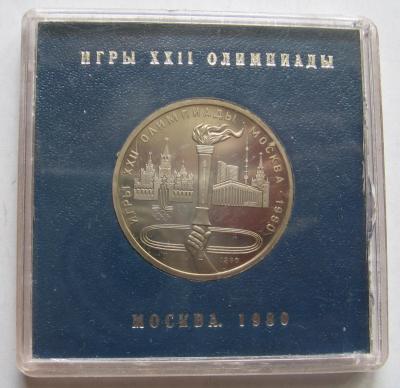 ИГРЫ XXII ОЛИМПИАДЫ
ИГРЫ XXII ОЛИМПИАДЫ · МОСКВА · 1980
1980
МОСКВА. 1980